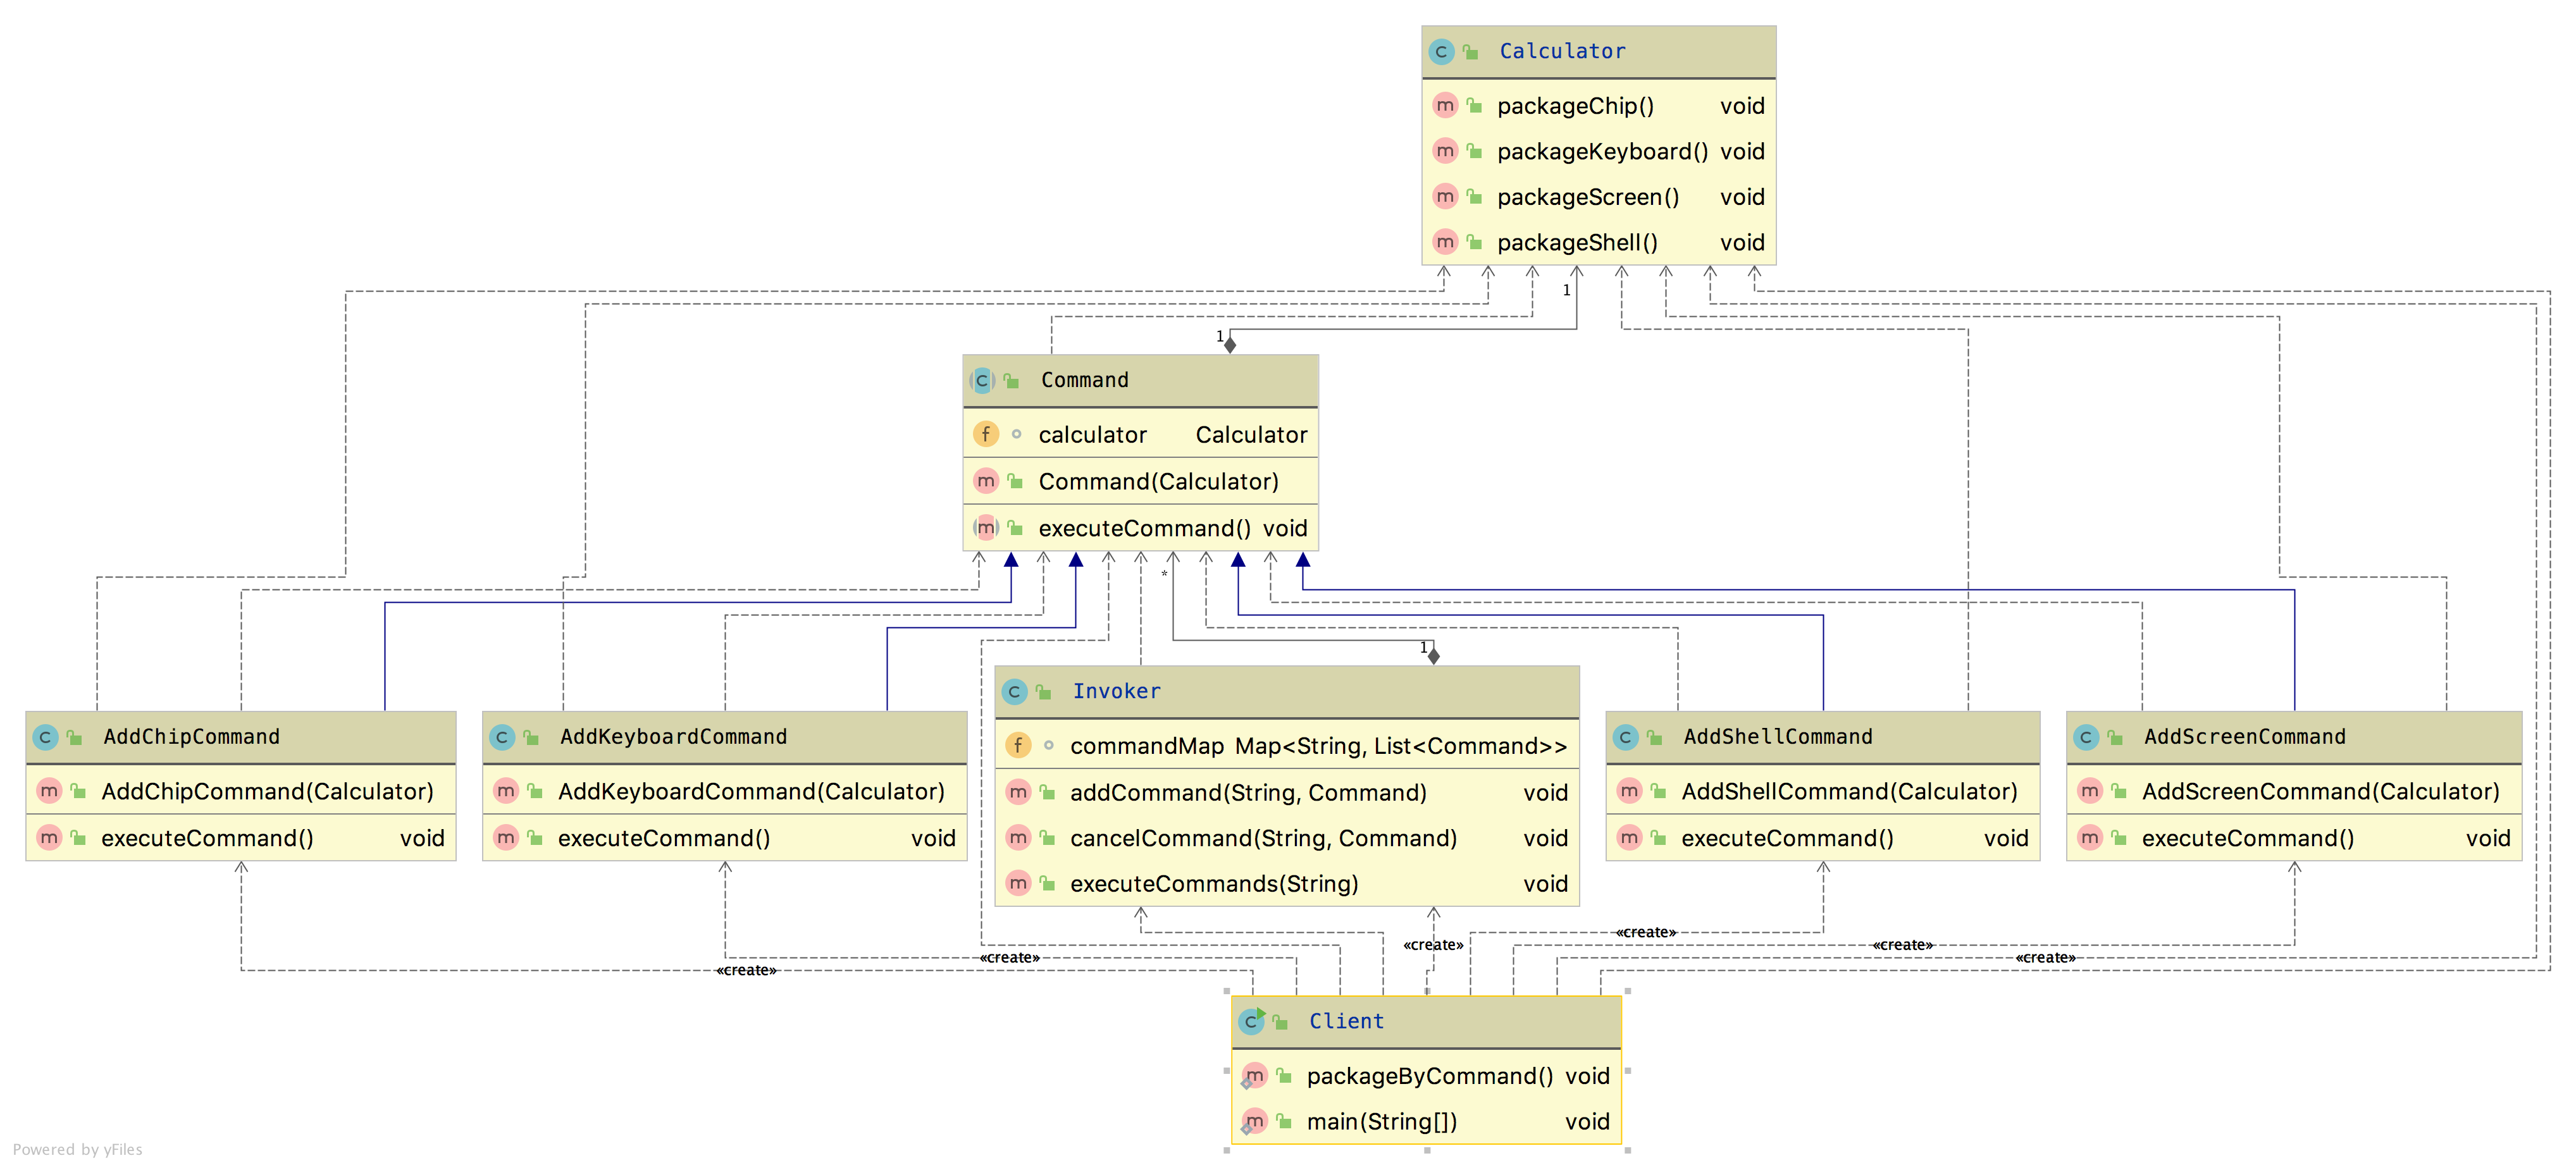 Calculator
packageChip() void
packageKeyboard() void
packageScreen() void
packageShell() void
1
1
Command
calculator Calculator
Command(Calculator)
executeCommand() void
*
1
AddChipCommand
AddChipCommand(Calculator)
executeCommand() void
AddKeyboardCommand
AddKeyboardCommand(Calculator)
executeCommand() void
Invoker
commandMap Map<String, List<Command>>
addCommand(String, Command) void
cancelCommand(String, Command) void
executeCommands(String) void
AddShellCommand
AddShellCommand(Calculator)
executeCommand() void
AddScreenCommand
AddScreenCommand(Calculator)
executeCommand() void
«create»
«create»
«create»
«create»
«create»
«create»
Client
packageByCommand() void
main(String[]) void
Powered by yFiles